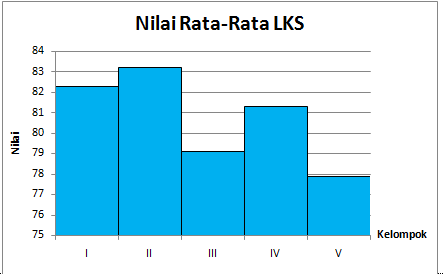 Nilai Rata-Rata LKS
84
83
82
81
80
79
78
77
76
75
Nilai
I II III IV V
Kelompok